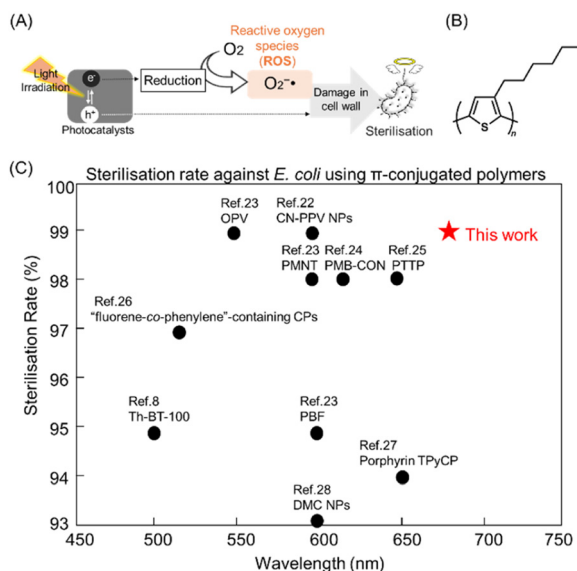 (A)
Light
Irradiation
e-
h+
Photocatalysts
Reduction
O2
Reactive oxygen
species
(ROS)
O2−•
Damage in
cell wall
Sterilisation
(B)
S
n
(C)
Sterilisation rate against E. coli using π-conjugated polymers
Sterilisation Rate (%)
100
99
98
97
96
95
94
93
Ref.23
OPV
Ref.22
CN-PPV NPs
This work
Ref.23
PMNT
Ref.24
PMB-CON
Ref.25
PTTP
Ref.26
"fluorene-co-phenylene"-containing CPs
Ref.8
Th-BT-100
Ref.23
PBF
Ref.27
Porphyrin TPyCP
Ref.28
DMC NPs
450 500 550 600 650 700 750
Wavelength (nm)